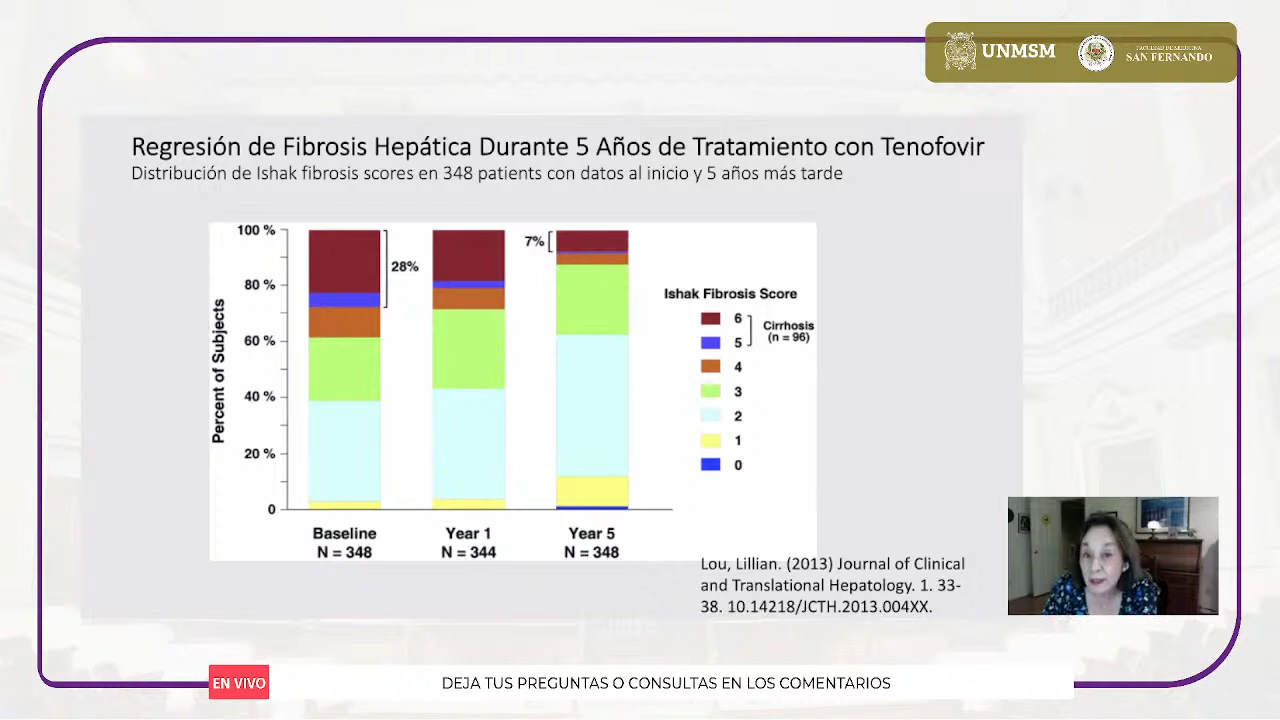 UNMSM
FACULTAD DE MEDICINA
SAN FERNANDO
Regresión de Fibrosis Hepática Durante 5 Años de Tratamiento con Tenofovir
Distribución de Ishak fibrosis scores en 348 patients con datos al inicio y 5 años más tarde
Percent of Subjects
100 %
80 %
60 %
40 %
20 %
0
28%
7%
Baseline
N = 348
Year 1
N = 344
Year 5
N = 348
Ishak Fibrosis Score
6
5
4
3
2
1
0
Cirrhosis
(n = 96)
Lou, Lillian. (2013) Journal of Clinical
and Translational Hepatology. 1. 33-
38. 10.14218/JCTH.2013.004XX.
EN VIVO
DEJA TUS PREGUNTAS O CONSULTAS EN LOS COMENTARIOS